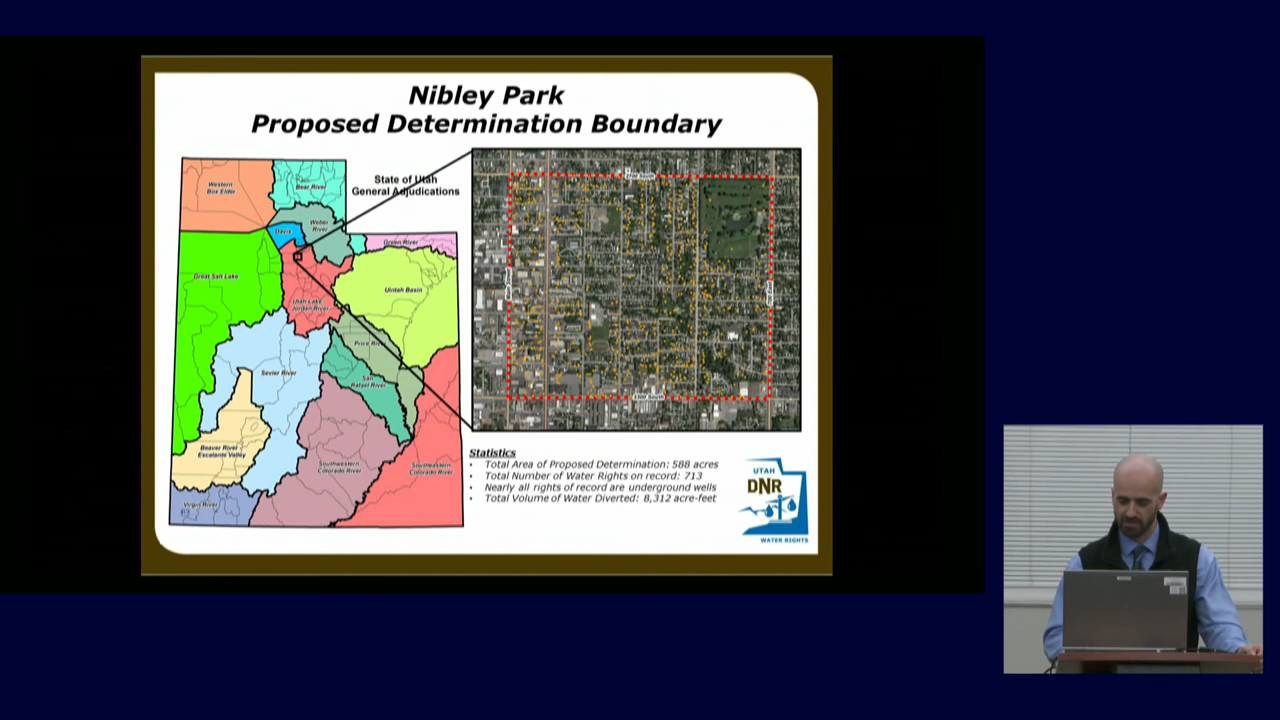 Nibley Park
Proposed Determination Boundary
State of Utah
General Adjudications
Western
Box Elder
Bear River
Weber
River
Davis
Green River
Great Salt Lake
Utah Lake
Jordan River
Uintah Basin
Price River
Sevier River
San
Rafael River
Beaver River
Escalante Valley
Southwestern
Colorado River
Southeastern
Colorado River
Virgin River
2700 South
3300 South
Statistics
• Total Area of Proposed Determination: 588 acres
• Total Number of Water Rights on record: 713
• Nearly all rights of record are underground wells
• Total Volume of Water Diverted: 8,312 acre-feet
UTAH
DNR
WATER RIGHTS